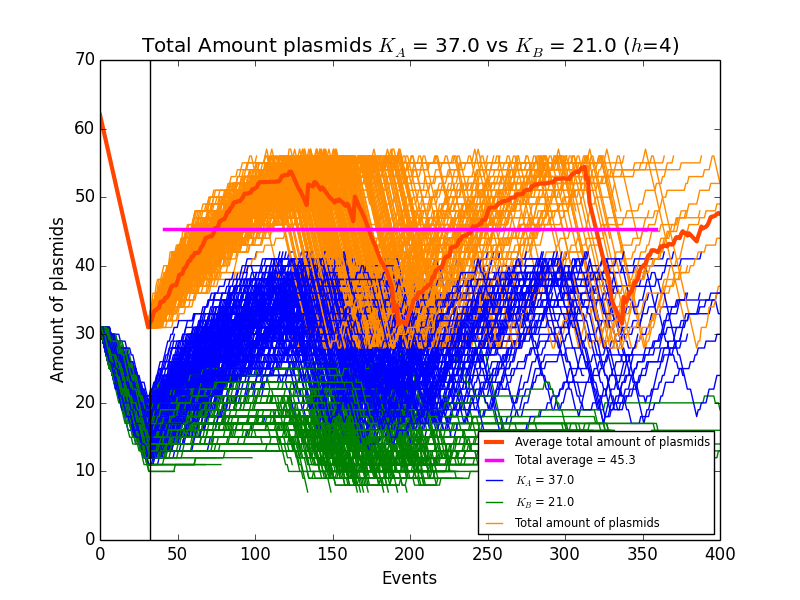 Total Amount plasmids K_A = 37.0 vs K_B = 21.0 (h=4)
70
60
50
40
30
20
10
0
Amount of plasmids
Average total amount of plasmids
Total average = 45.3
K_A = 37.0
K_B = 21.0
Total amount of plasmids
0 50 100 150 200 250 300 350 400
Events